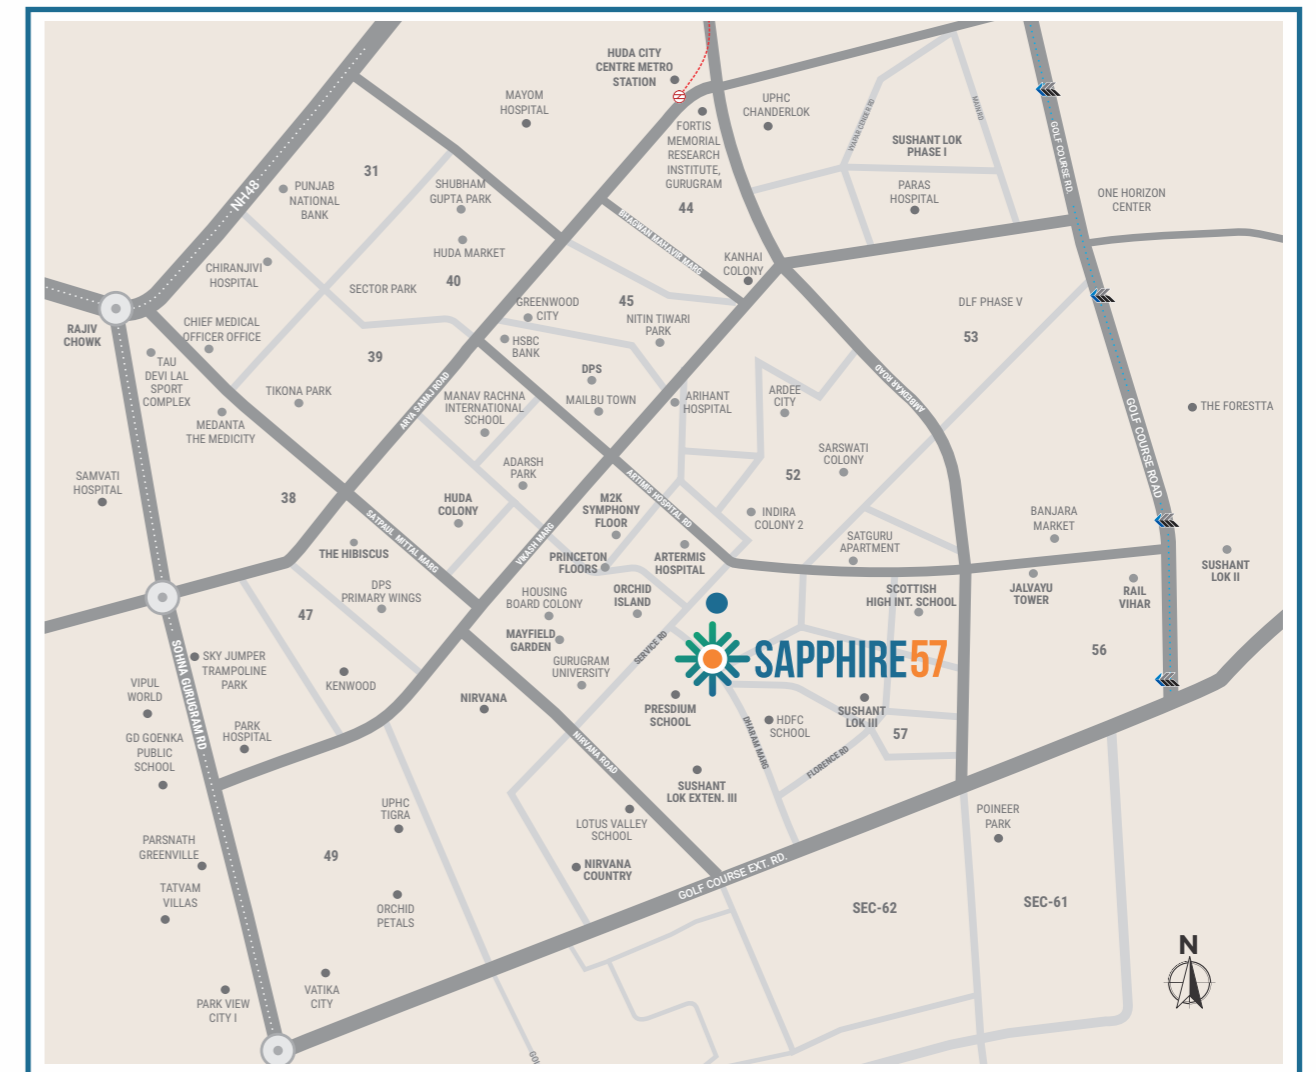 HUDA CITY
CENTRE METRO
STATION
MAYOM
HOSPITAL
UPHC
CHANDERLOK
FORTIS
MEMORIAL
RESEARCH
INSTITUTE,
GURUGRAM
44
SUSHANT LOK
PHASE I
MAIN RD
GOLF COURSE RD.
PARAS
HOSPITAL
ONE HORIZON
CENTER
31
NH48
PUNJAB
NATIONAL
BANK
SHUBHAM
GUPTA PARK
HUDA MARKET
BHAGWAN MAHAVIR MARG
KANHAI
COLONY
CHIRANJIVI
HOSPITAL
SECTOR PARK
40
45
GREENWOOD
CITY
NITIN TIWARI
PARK
DLF PHASE V
53
RAJIV
CHOWK
CHIEF MEDICAL
OFFICER OFFICE
TAU
DEVI LAL
SPORT
COMPLEX
39
HSBC
BANK
DPS
MAILBU TOWN
TIKONA PARK
ARYA SAMAJ ROAD
MANAV RACHNA
INTERNATIONAL
SCHOOL
ARIHANT
HOSPITAL
ARDEE
CITY
AMBEDKAR ROAD
GOLF COURSE ROAD
THE FORESTTA
MEDANTA
THE MEDICITY
ADARSH
PARK
SARSWATI
COLONY
52
SAMVATI
HOSPITAL
38
HUDA
COLONY
M2K
SYMPHONY
FLOOR
ARTIMIS HOSPITAL RD
INDIRA
COLONY 2
BANJARA
MARKET
SATPAUL MITTAL MARG
VIKASH MARG
THE HIBISCUS
PRINCETON
FLOORS
ARTERMIS
HOSPITAL
SATGURU
APARTMENT
SUSHANT
LOK II
DPS
PRIMARY WINGS
47
HOUSING
BOARD COLONY
ORCHID
ISLAND
SCOTTISH
HIGH INT. SCHOOL
JALVAYU
TOWER
RAIL
VIHAR
MAYFIELD
GARDEN
SERVICE RD
SAPPHIRE57
56
SOHNA GURUGRAM RD
SKY JUMPER
TRAMPOLINE
PARK
KENWOOD
GURUGRAM
UNIVERSITY
VIPUL
WORLD
NIRVANA
PRESDIUM
SCHOOL
SUSHANT
LOK III
57
HDFC
SCHOOL
DHARAM MARG
FLORENCE RD
GD GOENKA
PUBLIC
SCHOOL
PARK
HOSPITAL
NIRVANA ROAD
SUSHANT
LOK EXTEN. III
UPHC
TIGRA
LOTUS VALLEY
SCHOOL
POINEER
PARK
PARSNATH
GREENVILLE
49
NIRVANA
COUNTRY
GOLF COURSE EXT. RD.
TATVAM
VILLAS
ORCHID
PETALS
SEC-62
SEC-61
N
PARK VIEW
CITY I
VATIKA
CITY